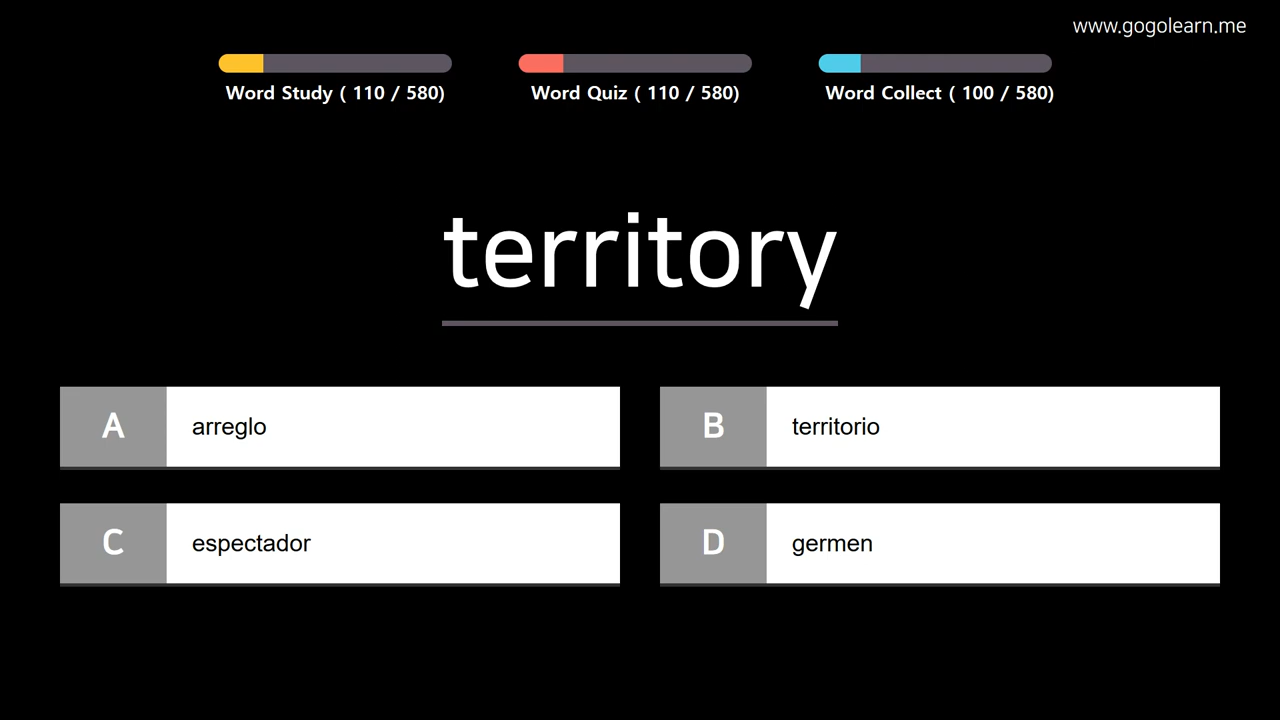 www.gogolearn.me
Word Study ( 110 / 580)
Word Quiz ( 110 / 580)
Word Collect ( 100 / 580)
territory
A arreglo
B territorio
C espectador
D germen